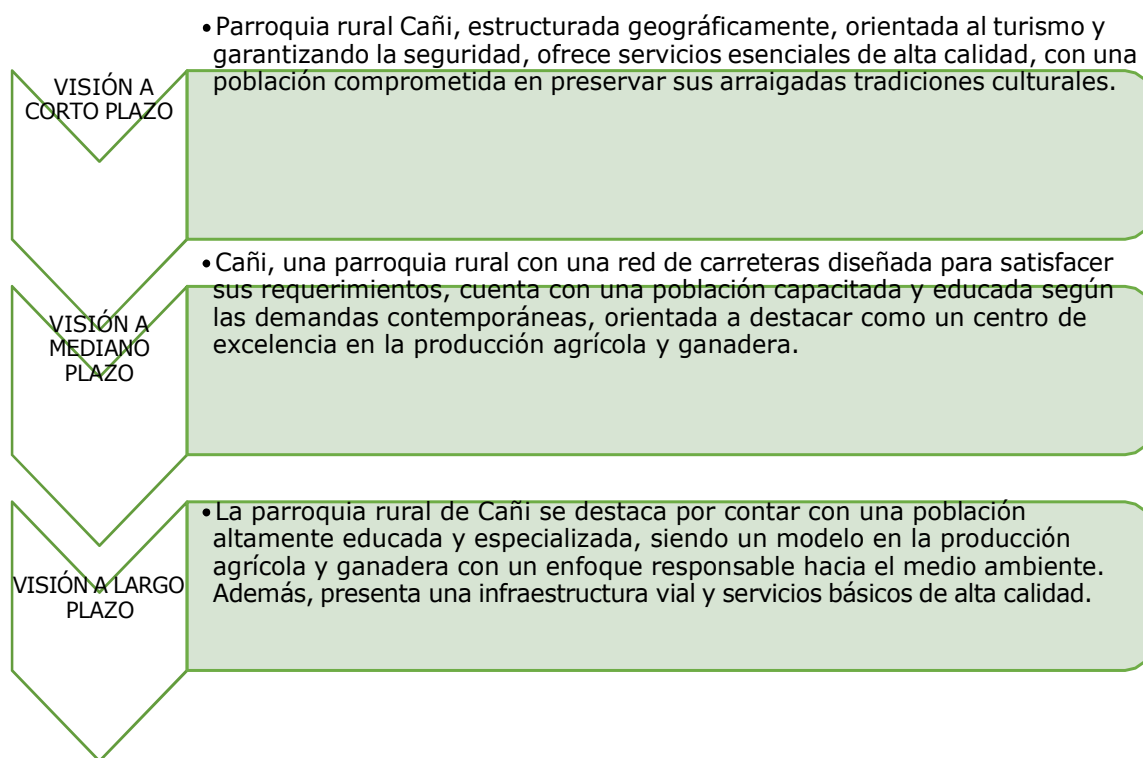 VISIÓN A
CORTO PLAZO
•Parroquia rural Cañi, estructurada geográficamente, orientada al turismo y
garantizando la seguridad, ofrece servicios esenciales de alta calidad, con una
población comprometida en preservar sus arraigadas tradiciones culturales.
VISIÓN A
MEDIANO
PLAZO
•Cañi, una parroquia rural con una red de carreteras diseñada para satisfacer
sus requerimientos, cuenta con una población capacitada y educada según
las demandas contemporáneas, orientada a destacar como un centro de
excelencia en la producción agrícola y ganadera.
VISIÓN A LARGO
PLAZO
•La parroquia rural de Cañi se destaca por contar con una población
altamente educada y especializada, siendo un modelo en la producción
agrícola y ganadera con un enfoque responsable hacia el medio ambiente.
Además, presenta una infraestructura vial y servicios básicos de alta calidad.